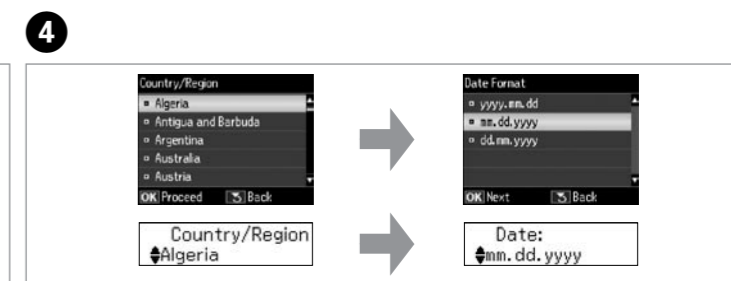 4
Country/Region
Algeria
Antigua and Barbuda
Argentina
Australia
Austria
OK Proceed Back
Date Format
yyyy.mm.dd
mm.dd.yyyy
dd.mm.yyyy
OK Next Back
Country/Region
Algeria
Date:
mm.dd.yyyy